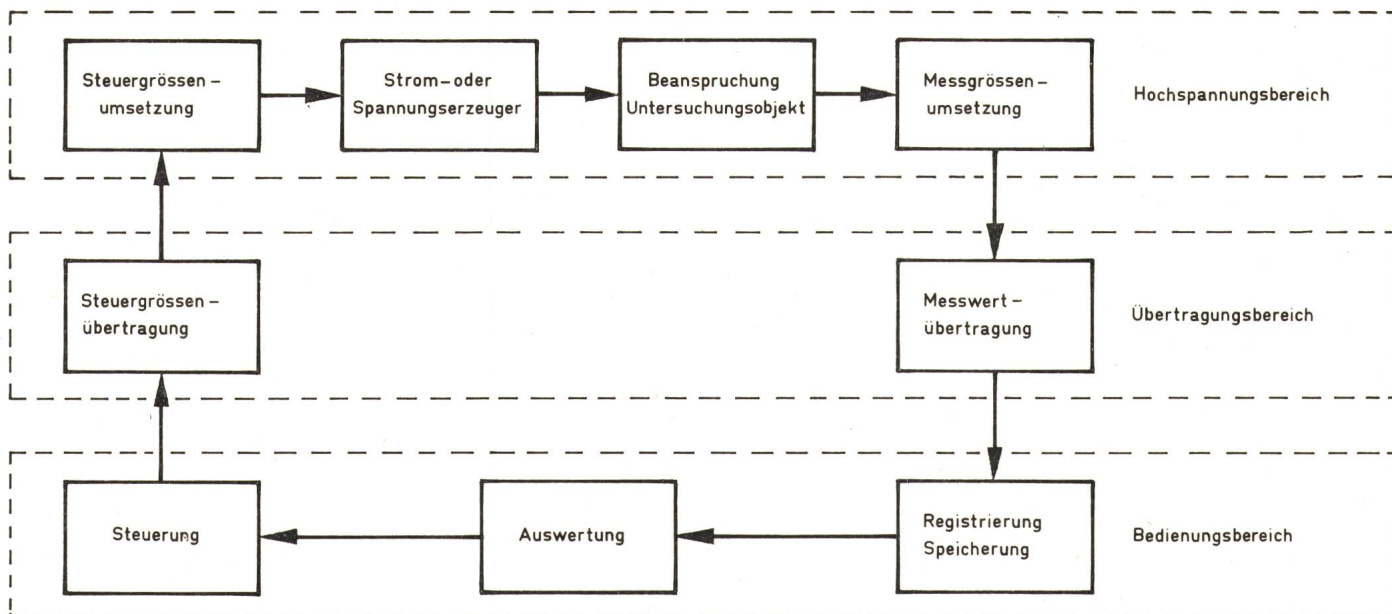 Steuergrössen –
umsetzung
Strom – oder
Spannungserzeuger
Beanspruchung
Untersuchungsobjekt
Messgrössen –
umsetzung
Hochspannungsbereich
Steuergrössen –
übertragung
Messwert –
übertragung
Übertragungsbereich
Steuerung
Auswertung
Registrierung
Speicherung
Bedienungsbereich